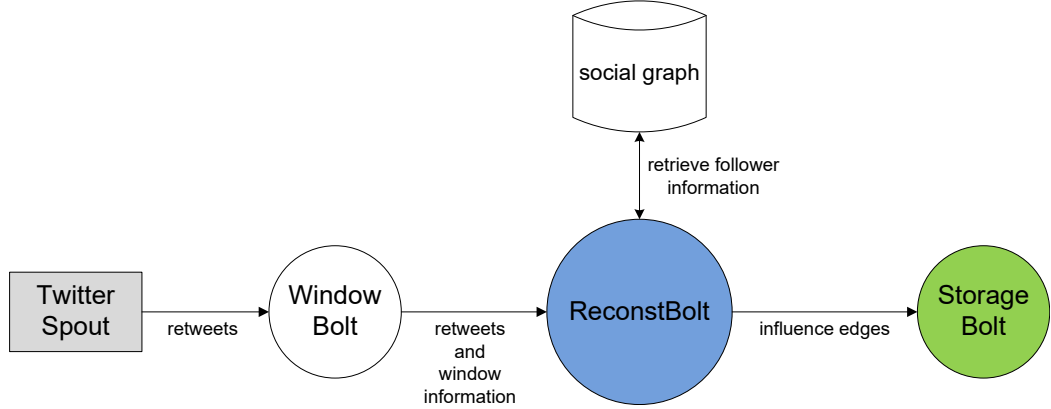 social graph
retrieve follower
information
Twitter
Spout
retweets
Window
Bolt
retweets
and
window
information
ReconstBolt
influence edges
Storage
Bolt